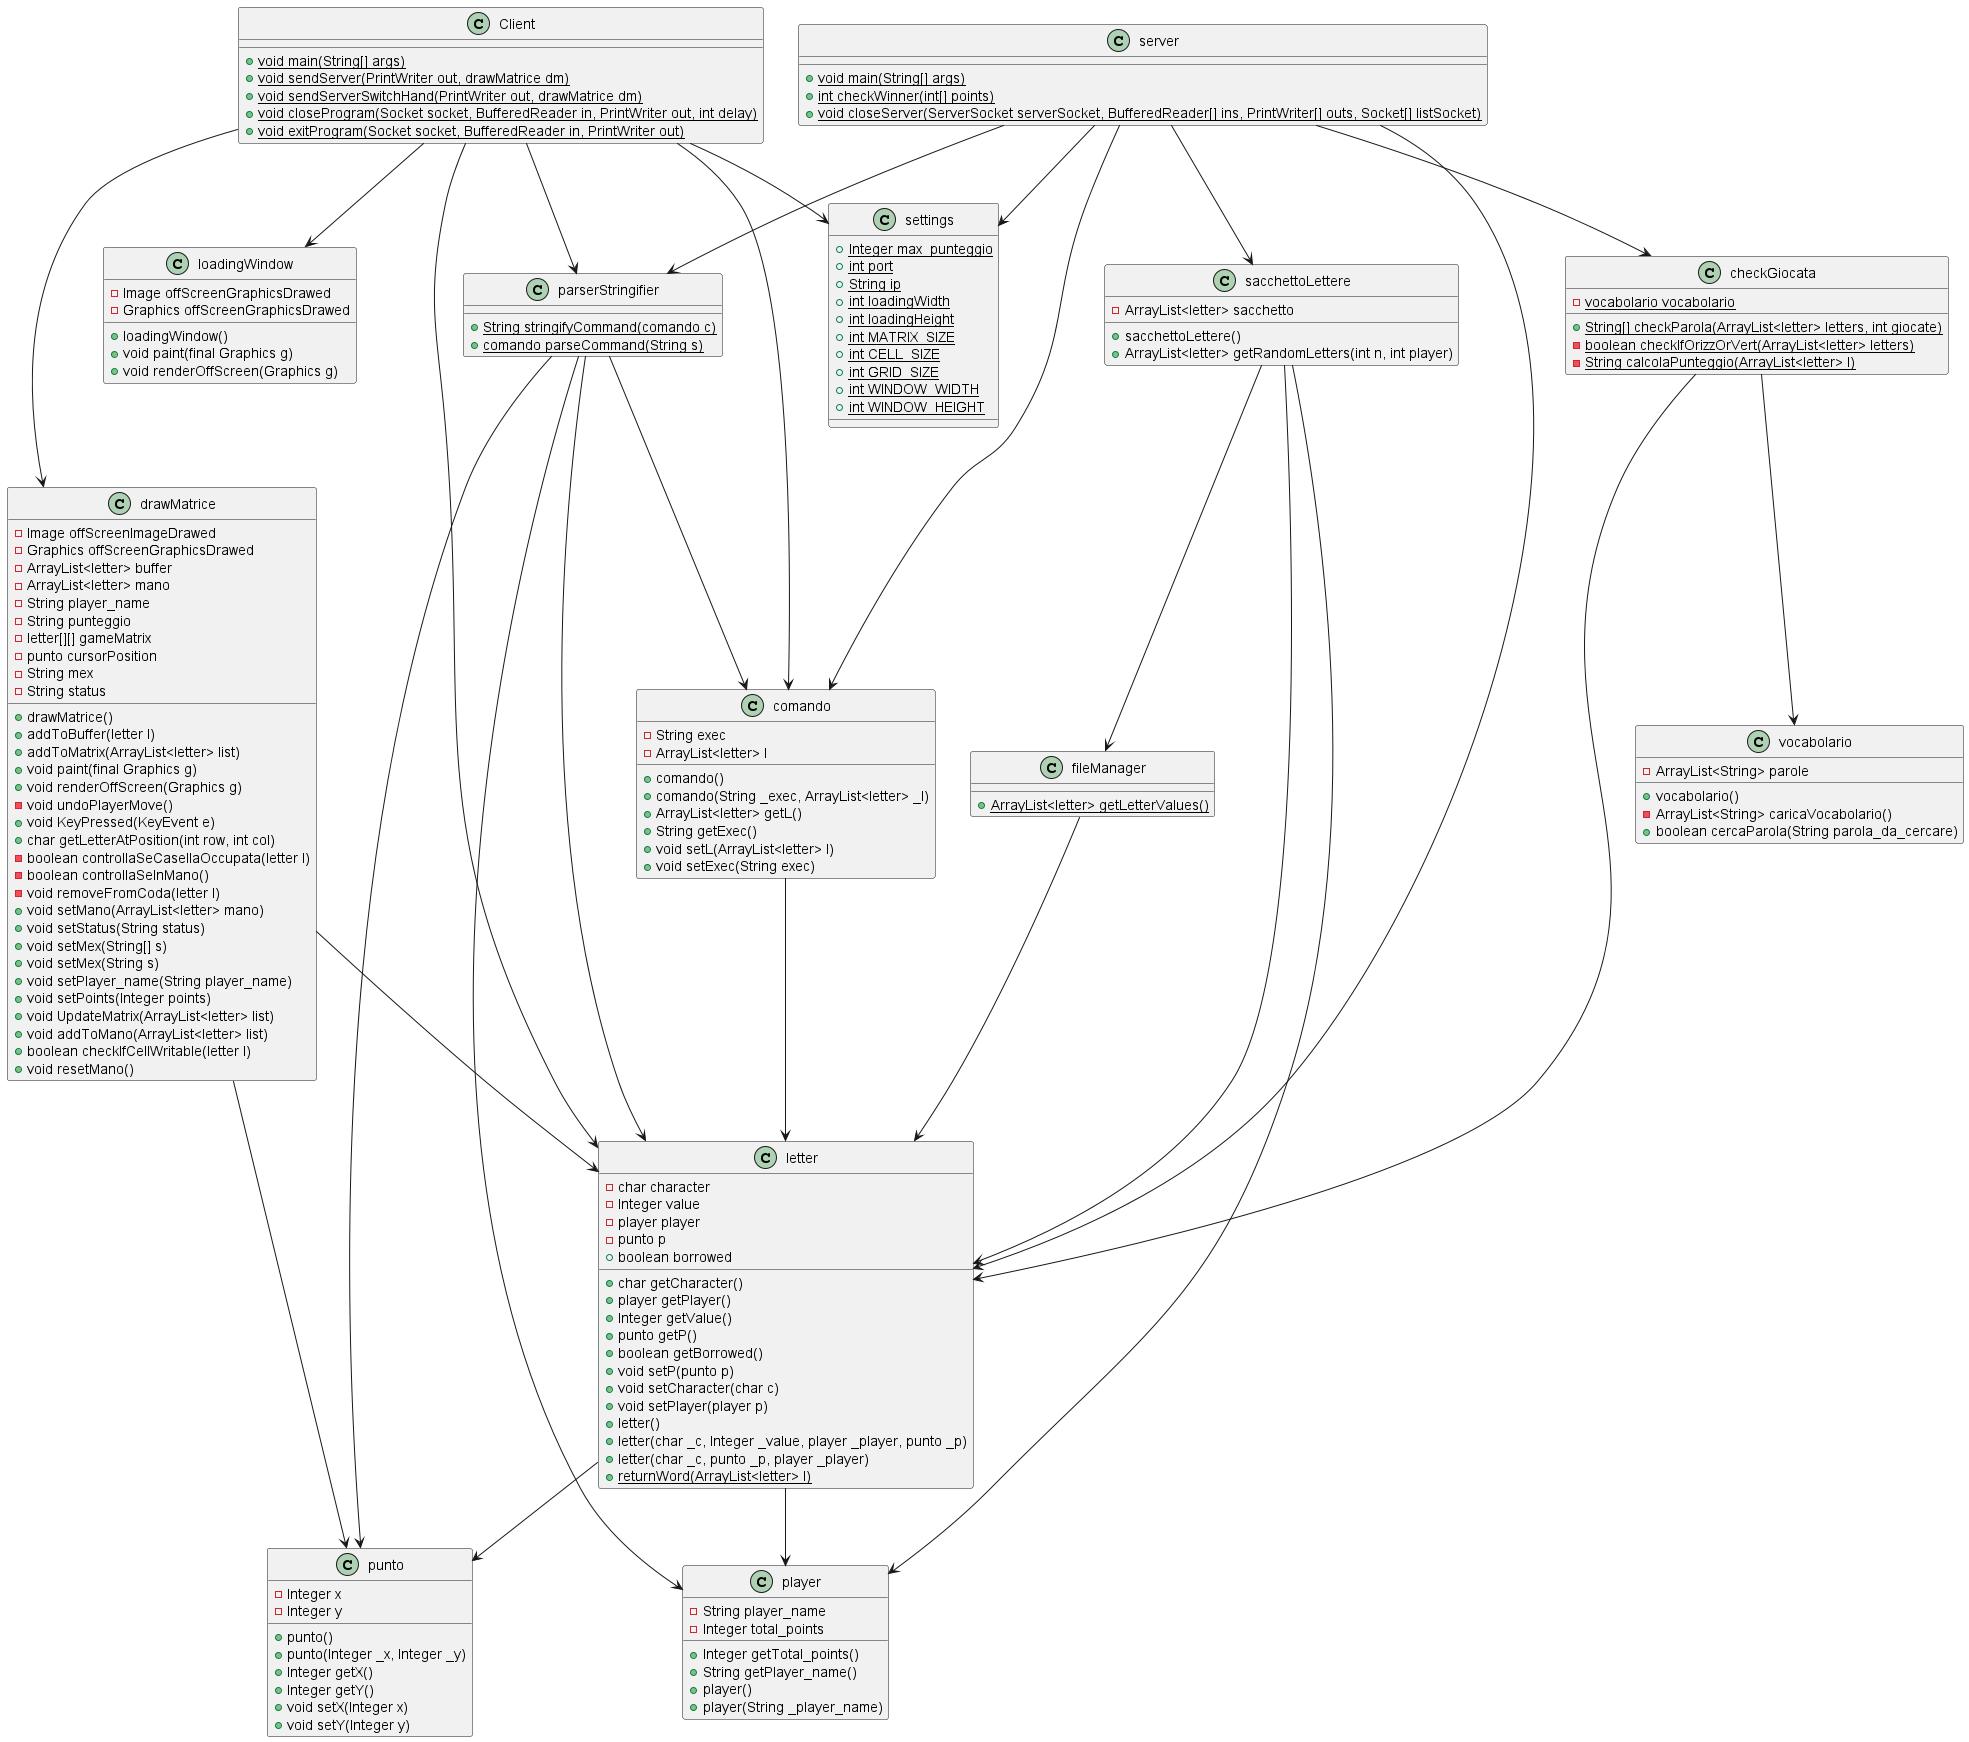 Client
+ void main(String[] args)
+ void sendServer(PrintWriter out, drawMatrice dm)
+ void sendServerSwitchHand(PrintWriter out, drawMatrice dm)
+ void closeProgram(Socket socket, BufferedReader in, PrintWriter out, int delay)
+ void exitProgram(Socket socket, BufferedReader in, PrintWriter out)
server
void main(String[] args)
int checkWinner(int[] points)
void closeServer(ServerSocket serverSocket, BufferedReader[] ins, PrintWriter[] outs, Socket[] listSocket)
loadingWindow
Image offScreenGraphicsDrawed
Graphics offScreenGraphicsDrawed
loadingWindow()
void paint(final Graphics g)
void renderOffScreen(Graphics g)
parserStringifier
String stringifyCommand(comando c)
comando parseCommand(String s)
settings
Integer max_punteggio
int port
String ip
int loadingWidth
int loadingHeight
int MATRIX_SIZE
int CELL_SIZE
int GRID_SIZE
int WINDOW_WIDTH
int WINDOW_HEIGHT
sacchettoLettere
ArrayList<letter> sacchetto
sacchettoLettere()
ArrayList<letter> getRandomLetters(int n, int player)
checkGiocata
vocabolario vocabolario
String[] checkParola(ArrayList<letter> letters, int giocate)
boolean checkIfOrizzOrVert(ArrayList<letter> letters)
String calcolaPunteggio(ArrayList<letter> l)
drawMatrice
Image offScreenImageDrawed
Graphics offScreenGraphicsDrawed
ArrayList<letter> buffer
ArrayList<letter> mano
String player_name
String punteggio
letter[][] gameMatrix
punto cursorPosition
String mex
String status
drawMatrice()
addToBuffer(letter l)
addToMatrix(ArrayList<letter> list)
void paint(final Graphics g)
void renderOffScreen(Graphics g)
void undoPlayerMove()
void KeyPressed(KeyEvent e)
char getLetterAtPosition(int row, int col)
boolean controllaSeCasellaOccupata(letter l)
boolean controllaSeInMano()
void removeFromCoda(letter l)
void setMano(ArrayList<letter> mano)
void setStatus(String status)
void setMex(String[] s)
void setMex(String s)
void setPlayer_name(String player_name)
void setPoints(Integer points)
void UpdateMatrix(ArrayList<letter> list)
void addToMano(ArrayList<letter> list)
boolean checkIfCellWritable(letter l)
void resetMano()
comando
String exec
ArrayList<letter> l
comando()
comando(String _exec, ArrayList<letter> _l)
ArrayList<letter> getL()
String getExec()
void setL(ArrayList<letter> l)
void setExec(String exec)
fileManager
ArrayList<letter> getLetterValues()
vocabolario
ArrayList<String> parole
vocabolario()
ArrayList<String> caricaVocabolario()
boolean cercaParola(String parola_da_cercare)
letter
char character
Integer value
player player
punto p
boolean borrowed
char getCharacter()
player getPlayer()
Integer getValue()
punto getP()
boolean getBorrowed()
void setP(punto p)
void setCharacter(char c)
void setPlayer(player p)
letter()
letter(char _c, Integer _value, player _player, punto _p)
letter(char _c, punto _p, player _player)
returnWord(ArrayList<letter> l)
punto
Integer x
Integer y
punto()
punto(Integer _x, Integer _y)
Integer getX()
Integer getY()
void setX(Integer x)
void setY(Integer y)
player
String player_name
Integer total_points
Integer getTotal_points()
String getPlayer_name()
player()
player(String _player_name)